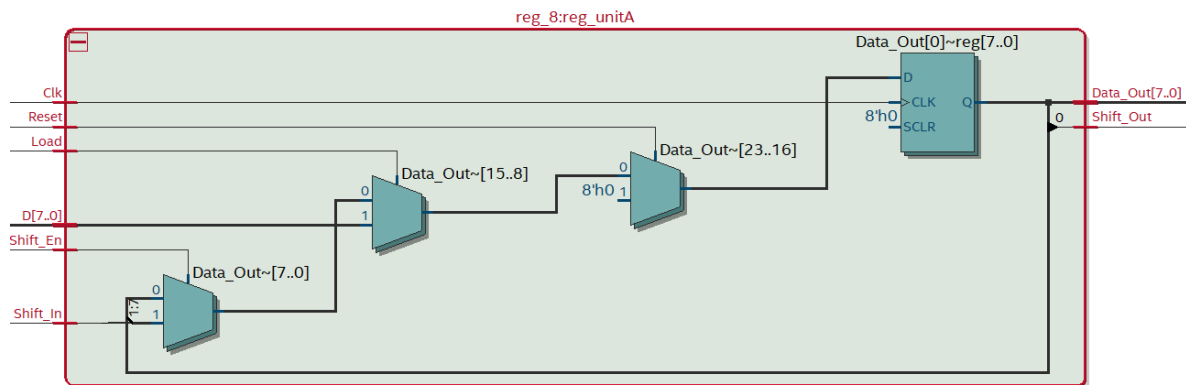 reg_8:reg_unitA
Data_Out[0]~reg[7..0]
D
Clk
CLK
Q
Data_Out[7..0]
Reset
8'h0
SCLR
0
Shift_Out
Load
Data_Out~[23..16]
0
Data_Out~[15..8]
8'h0
1
0
D[7..0]
1
Shift_En
Data_Out~[7..0]
0
1:7
Shift_In
1